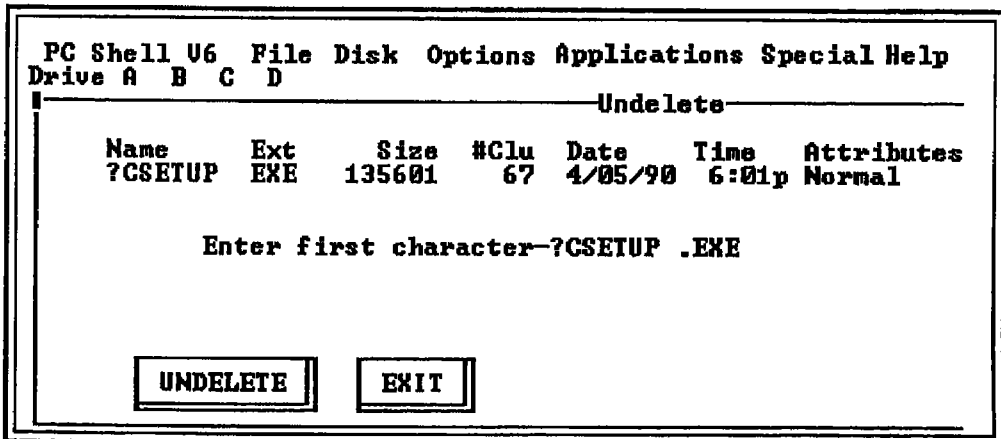 PC Shell V6 File Disk Options Applications Special Help
Drive A B C D
Undelete
Name Ext Size #Clu Date Time Attributes
?CSETUP EXE 135601 67 4/05/90 6:01p Normal
Enter first character-?CSETUP .EXE
UNDELETE EXIT